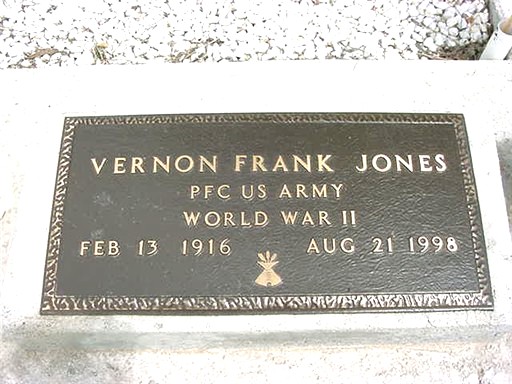 VERNON FRANK JONES
PFC US ARMY
WORLD WAR II
FEB 13 1916 AUG 21 1998